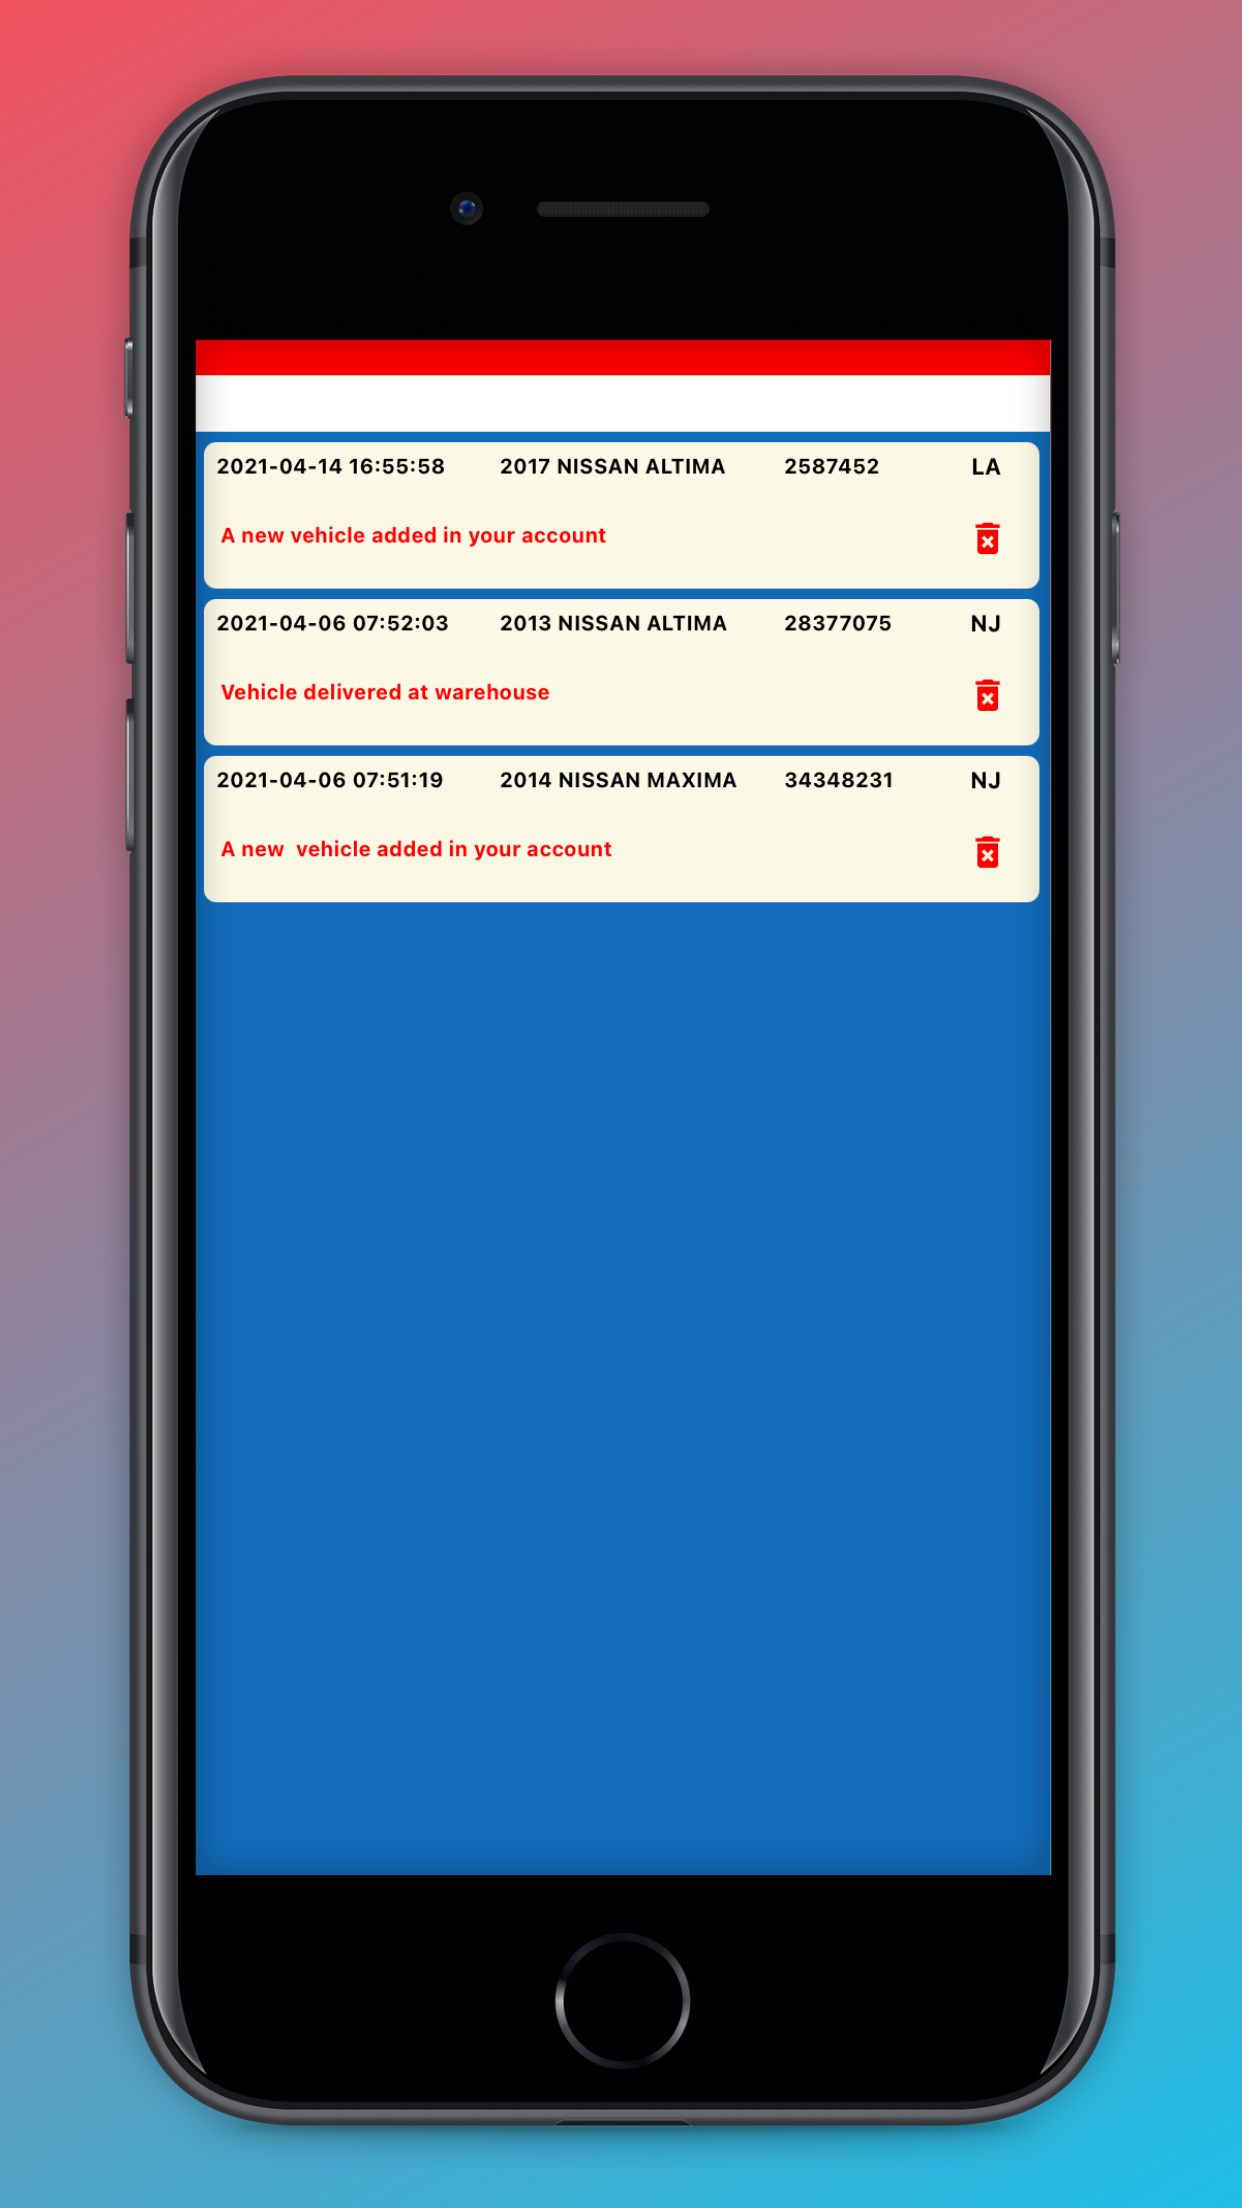 2021-04-14 16:55:58 2017 NISSAN ALTIMA 2587452 LA
A new vehicle added in your account
2021-04-06 07:52:03 2013 NISSAN ALTIMA 28377075 NJ
Vehicle delivered at warehouse
2021-04-06 07:51:19 2014 NISSAN MAXIMA 34348231 NJ
A new  vehicle added in your account